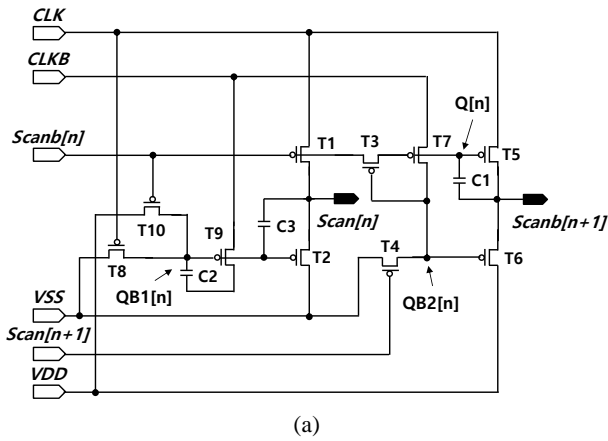 CLK
CLKB
Scanb[n]
T1
T3
T7
Q[n]
T5
C1
Scan[n]
Scanb[n+1]
T10
T9
C3
T8
C2
T2
T4
T6
QB1[n]
QB2[n]
VSS
Scan[n+1]
VDD
(a)